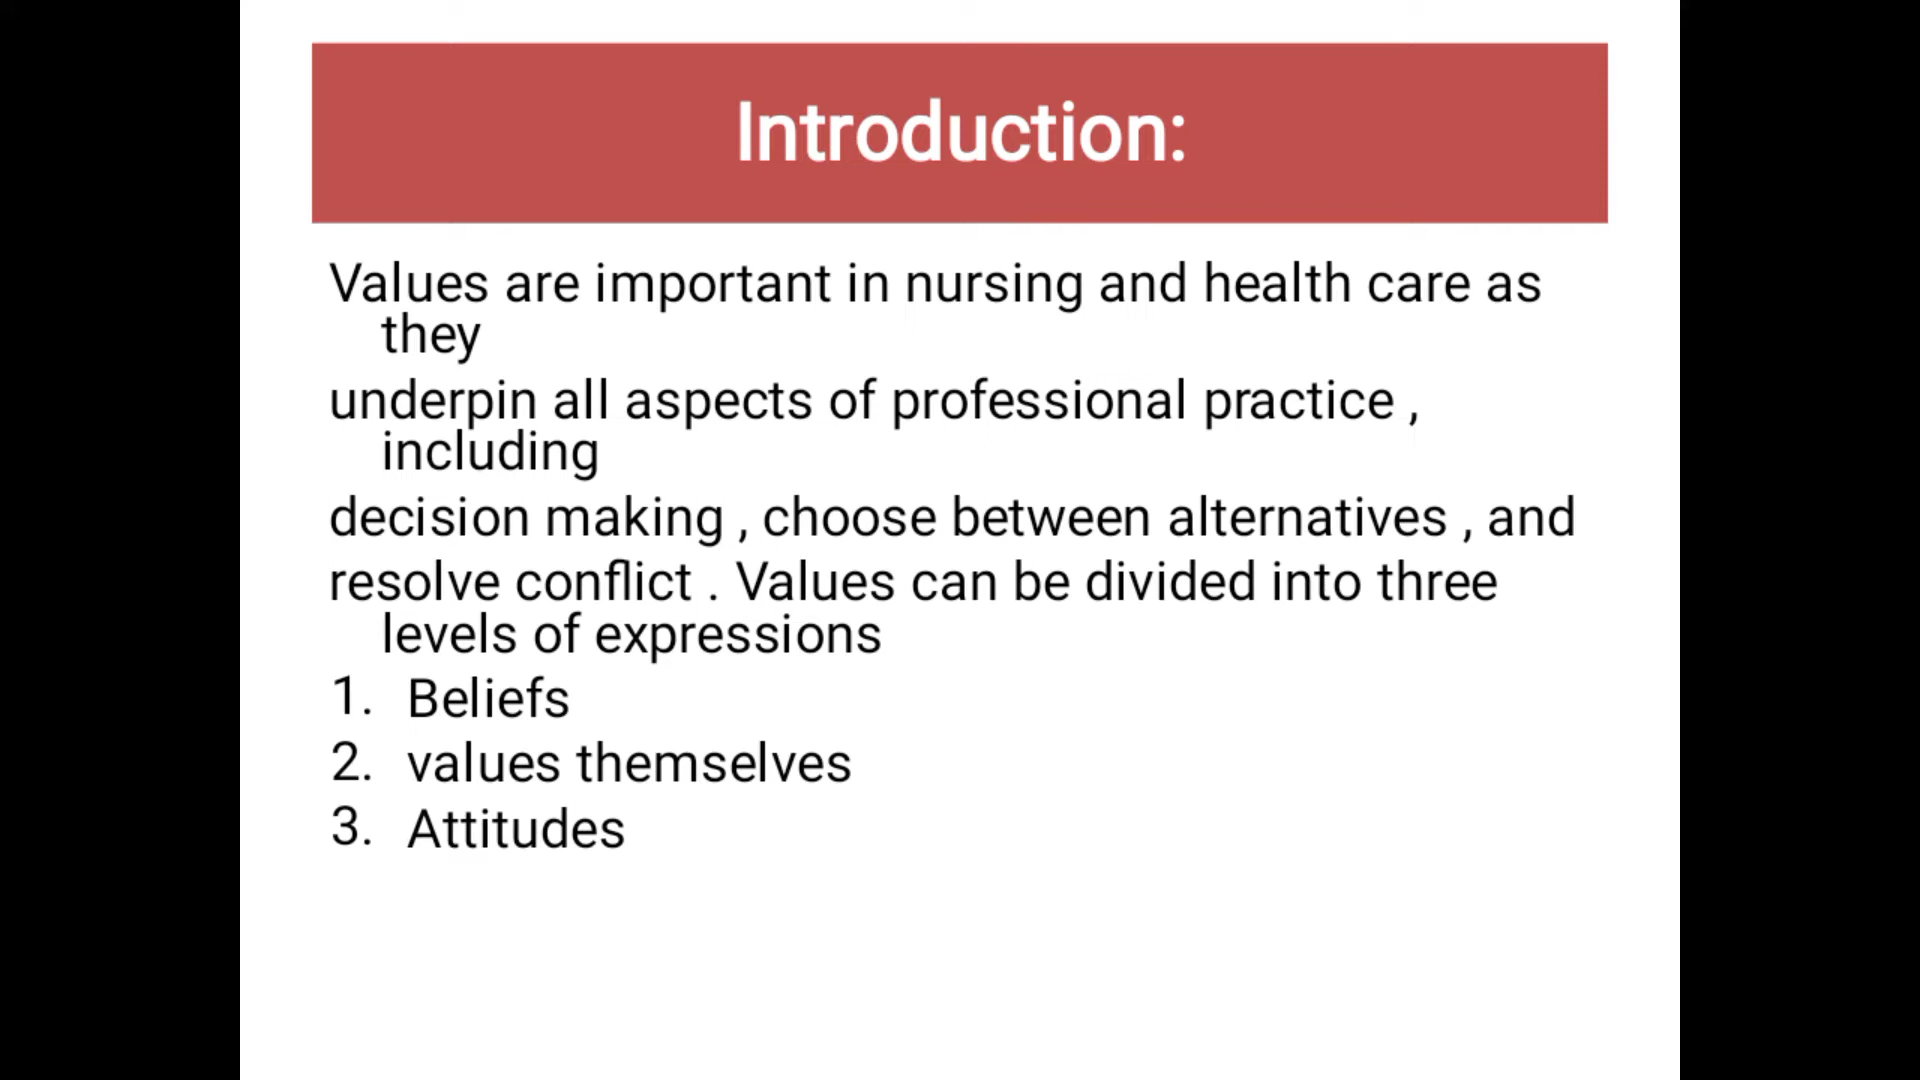 Introduction:
Values are important in nursing and health care as
they
underpin all aspects of professional practice ,
including
decision making , choose between alternatives , and
resolve conflict . Values can be divided into three
levels of expressions
1. Beliefs
2. values themselves
3. Attitudes